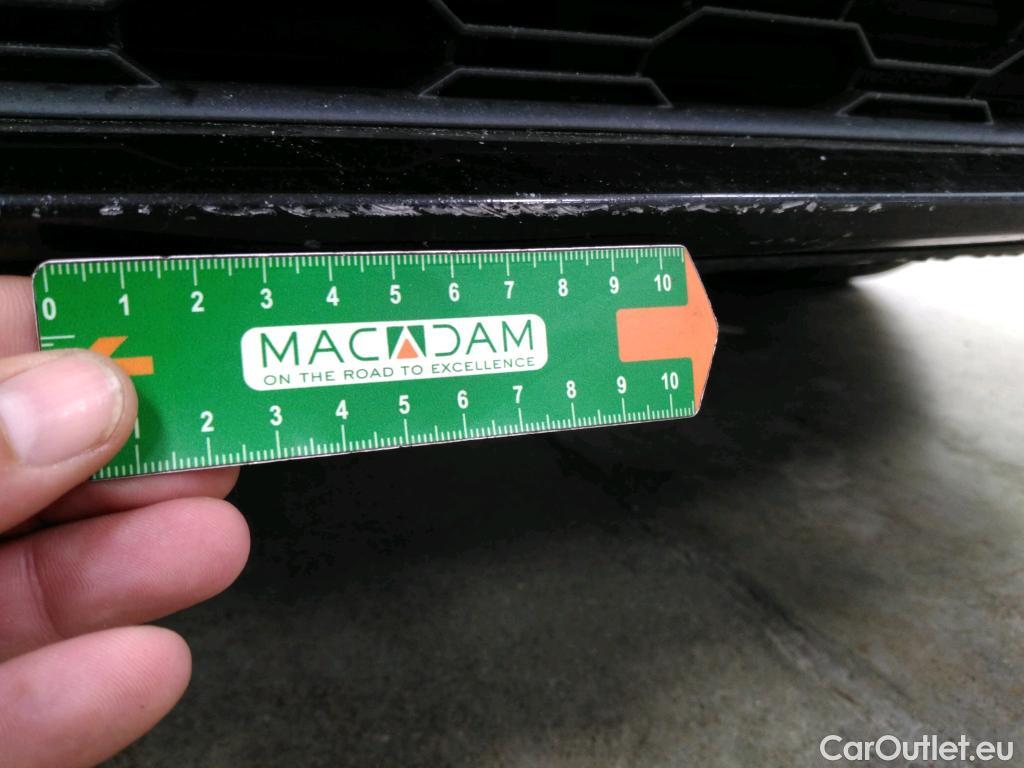 0 1 2 3 4 5 6 7 8 9 10
MACADAM
ON THE ROAD TO EXCELLENCE
1 2 3 4 5 6 7 8 9 10
CarOutlet.eu